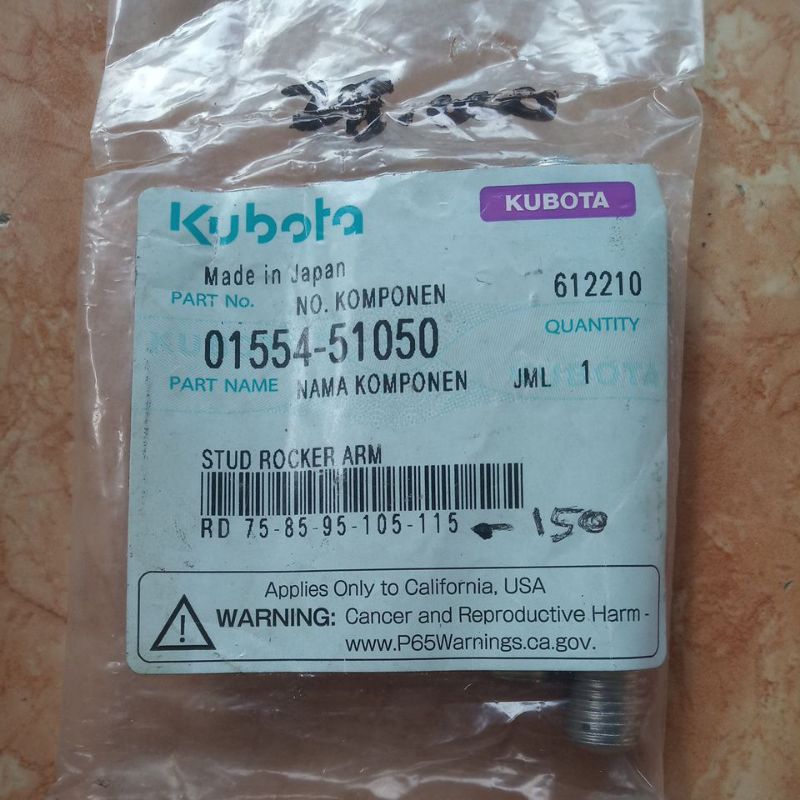 Kubota
KUBOTA
Made in Japan
PART No. NO. KOMPONEN 612210
01554-51050 QUANTITY
PART NAME NAMA KOMPONEN JML 1
STUD ROCKER ARM
RD 75-85-95-105-115 ← 150
Applies Only to California, USA
WARNING: Cancer and Reproductive Harm -
www.P65Warnings.ca.gov.